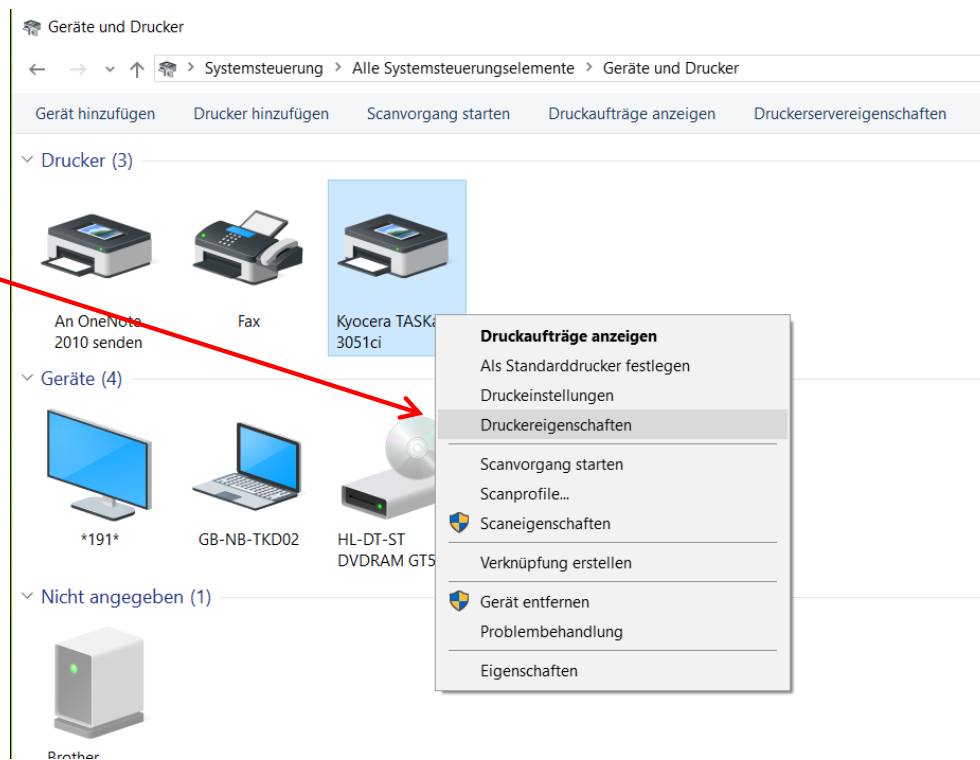 Geräte und Drucker
Systemsteuerung > Alle Systemsteuerungselemente > Geräte und Drucker
Gerät hinzufügen Drucker hinzufügen Scanvorgang starten Druckaufträge anzeigen Druckerservereigenschaften
Drucker (3)
An OneNote
2010 senden
Fax
Kyocera TASKa
3051ci
Druckaufträge anzeigen
Als Standarddrucker festlegen
Druckeinstellungen
Druckereigenschaften
Scanvorgang starten
Scanprofile...
Scaneigenschaften
Verknüpfung erstellen
Gerät entfernen
Problembehandlung
Eigenschaften
Geräte (4)
*191*
GB-NB-TKD02
HL-DT-ST
DVDRAM GT5
Nicht angegeben (1)
Brother